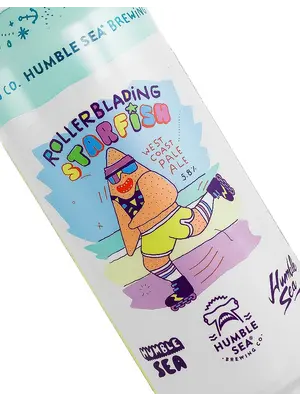 CO. HUMBLE SEA® BREWING
ROLLERBLADING
STARFISH
WEST
COAST
PALE
ALE
5.8%
HUMBLE
SEA
HUMBLE
SEA®
BREWING CO.
Humble
Sea